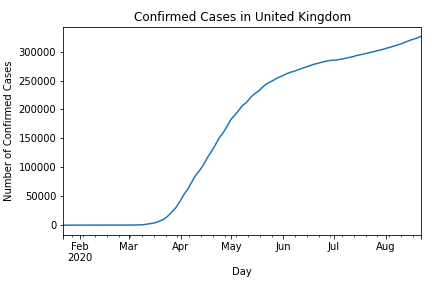 Confirmed Cases in United Kingdom
Number of Confirmed Cases
300000
250000
200000
150000
100000
50000
0
Feb Mar Apr May Jun Jul Aug
2020
Day